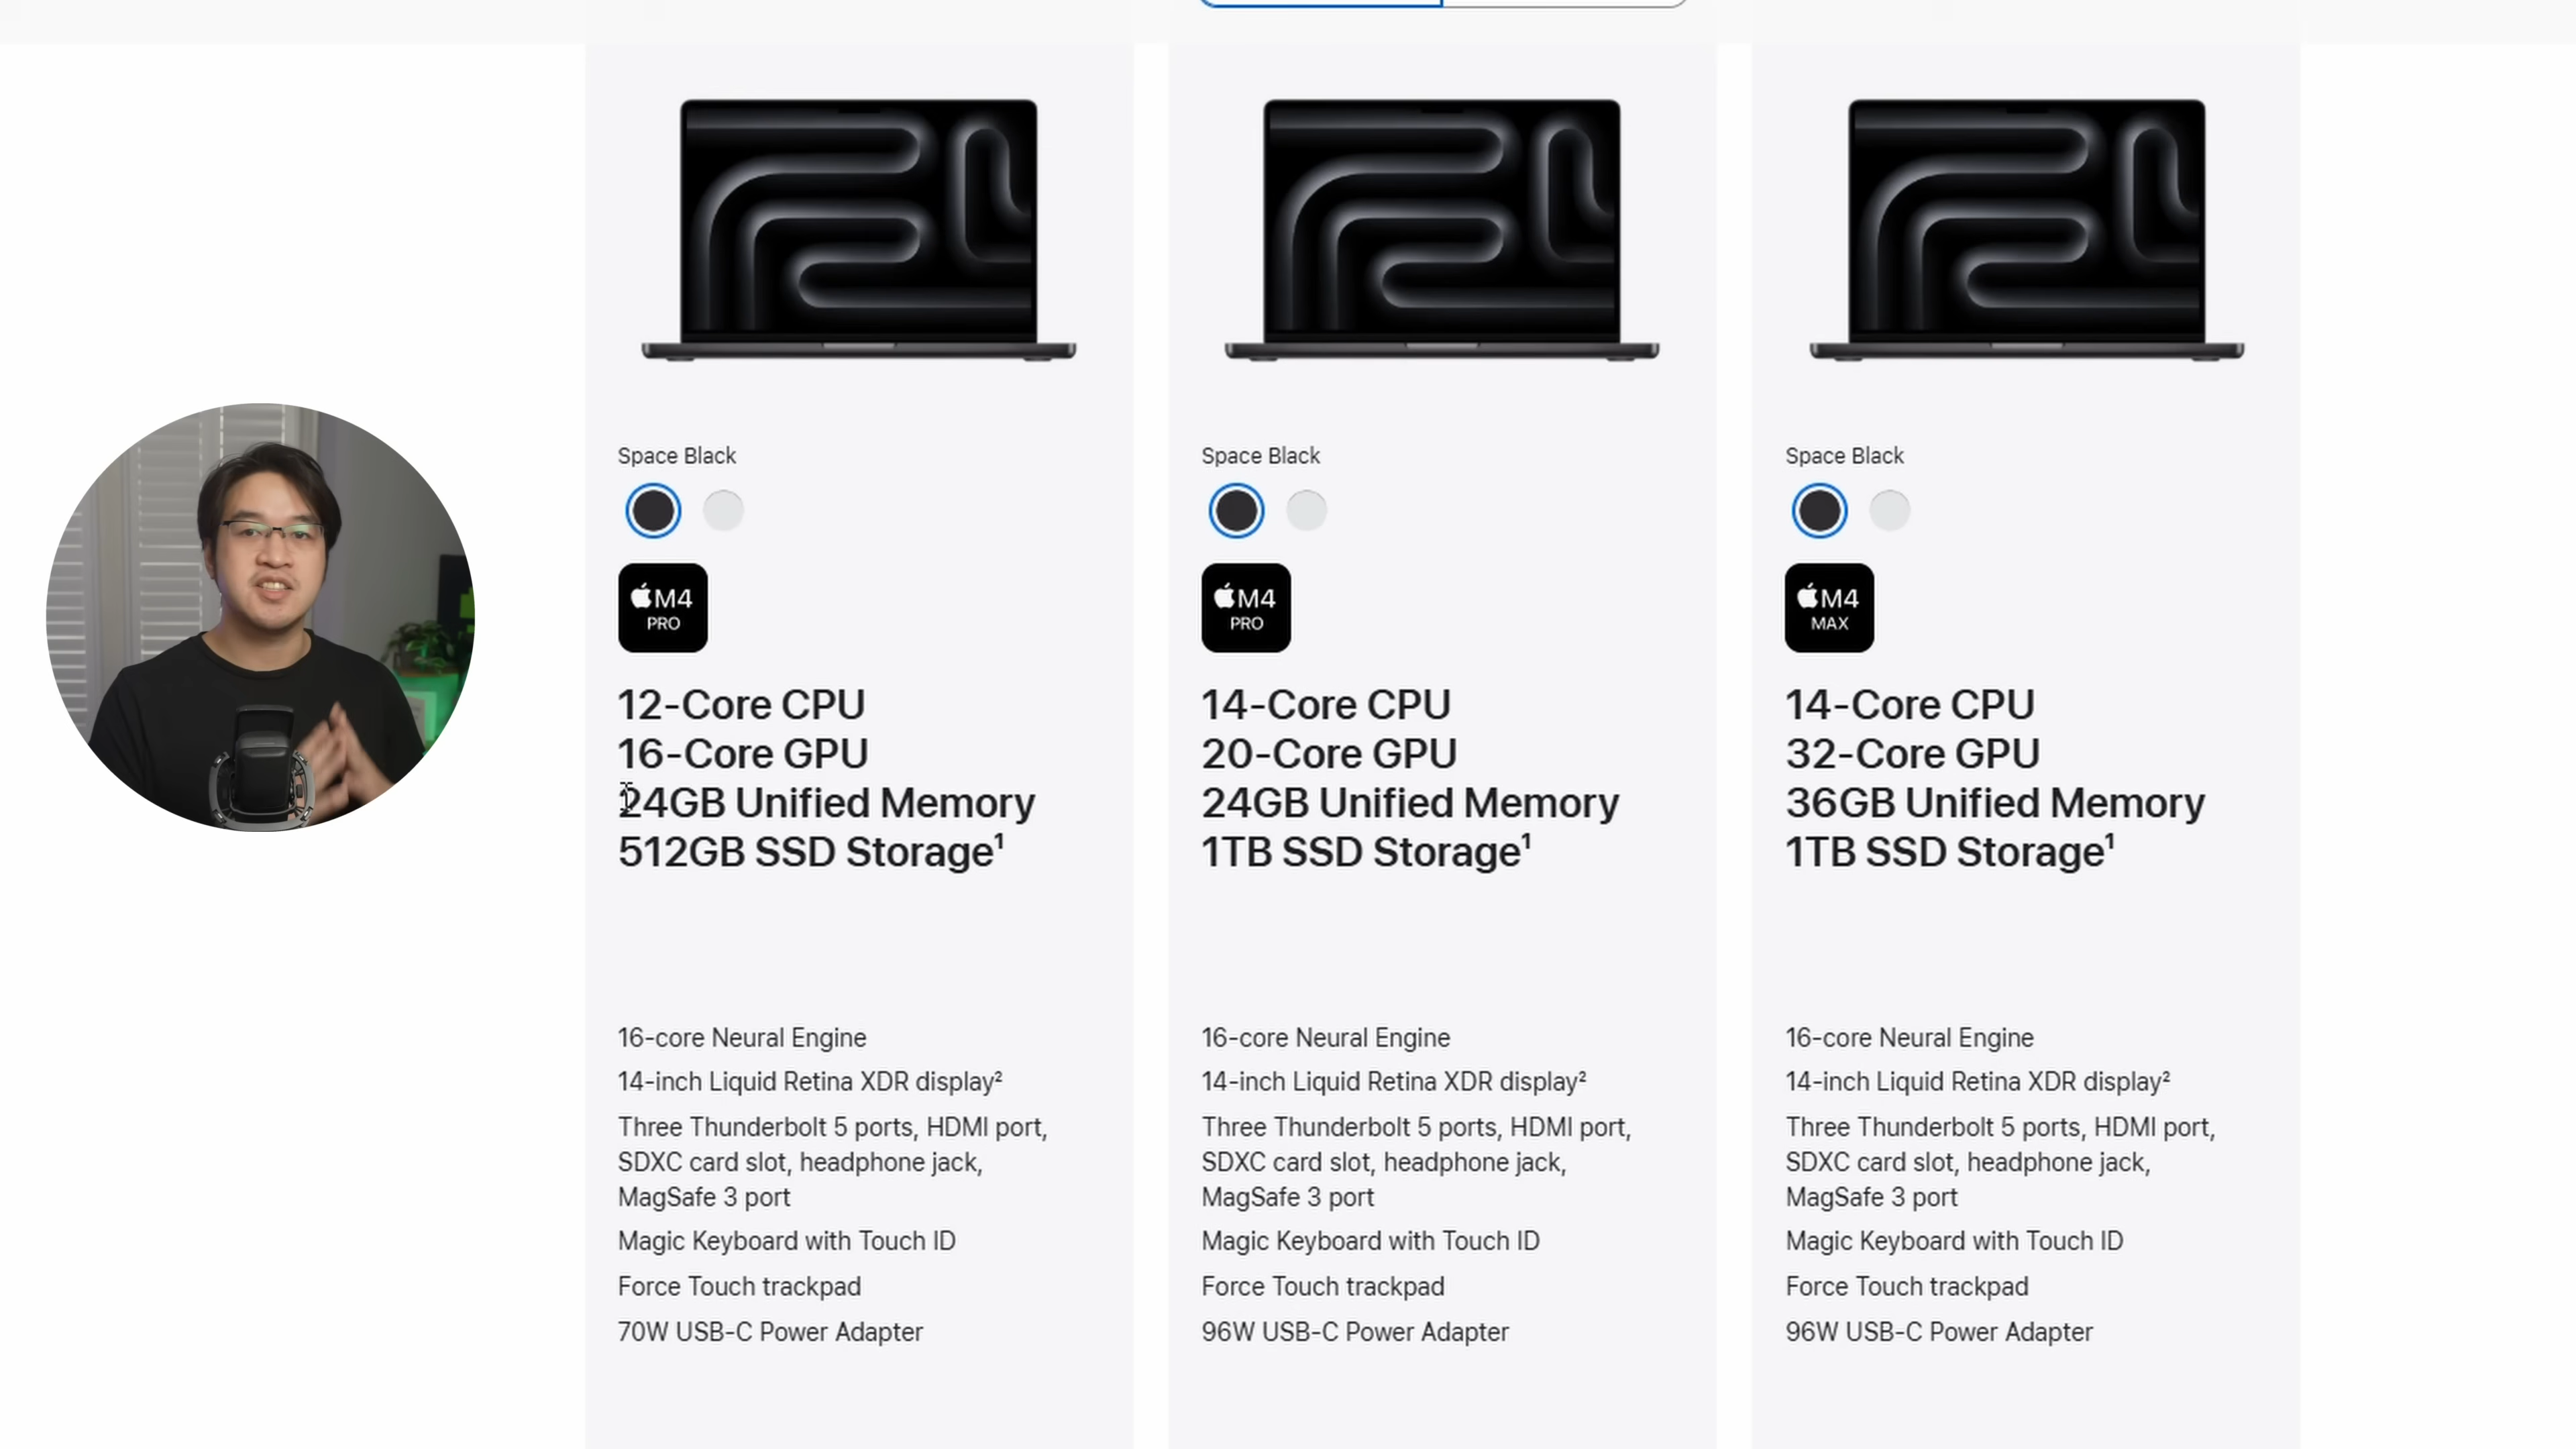 Space Black
M4
PRO
12-Core CPU
16-Core GPU
24GB Unified Memory
512GB SSD Storage¹
16-core Neural Engine
14-inch Liquid Retina XDR display²
Three Thunderbolt 5 ports, HDMI port,
SDXC card slot, headphone jack,
MagSafe 3 port
Magic Keyboard with Touch ID
Force Touch trackpad
70W USB-C Power Adapter
Space Black
M4
PRO
14-Core CPU
20-Core GPU
24GB Unified Memory
1TB SSD Storage¹
16-core Neural Engine
14-inch Liquid Retina XDR display²
Three Thunderbolt 5 ports, HDMI port,
SDXC card slot, headphone jack,
MagSafe 3 port
Magic Keyboard with Touch ID
Force Touch trackpad
96W USB-C Power Adapter
Space Black
M4
MAX
14-Core CPU
32-Core GPU
36GB Unified Memory
1TB SSD Storage¹
16-core Neural Engine
14-inch Liquid Retina XDR display²
Three Thunderbolt 5 ports, HDMI port,
SDXC card slot, headphone jack,
MagSafe 3 port
Magic Keyboard with Touch ID
Force Touch trackpad
96W USB-C Power Adapter